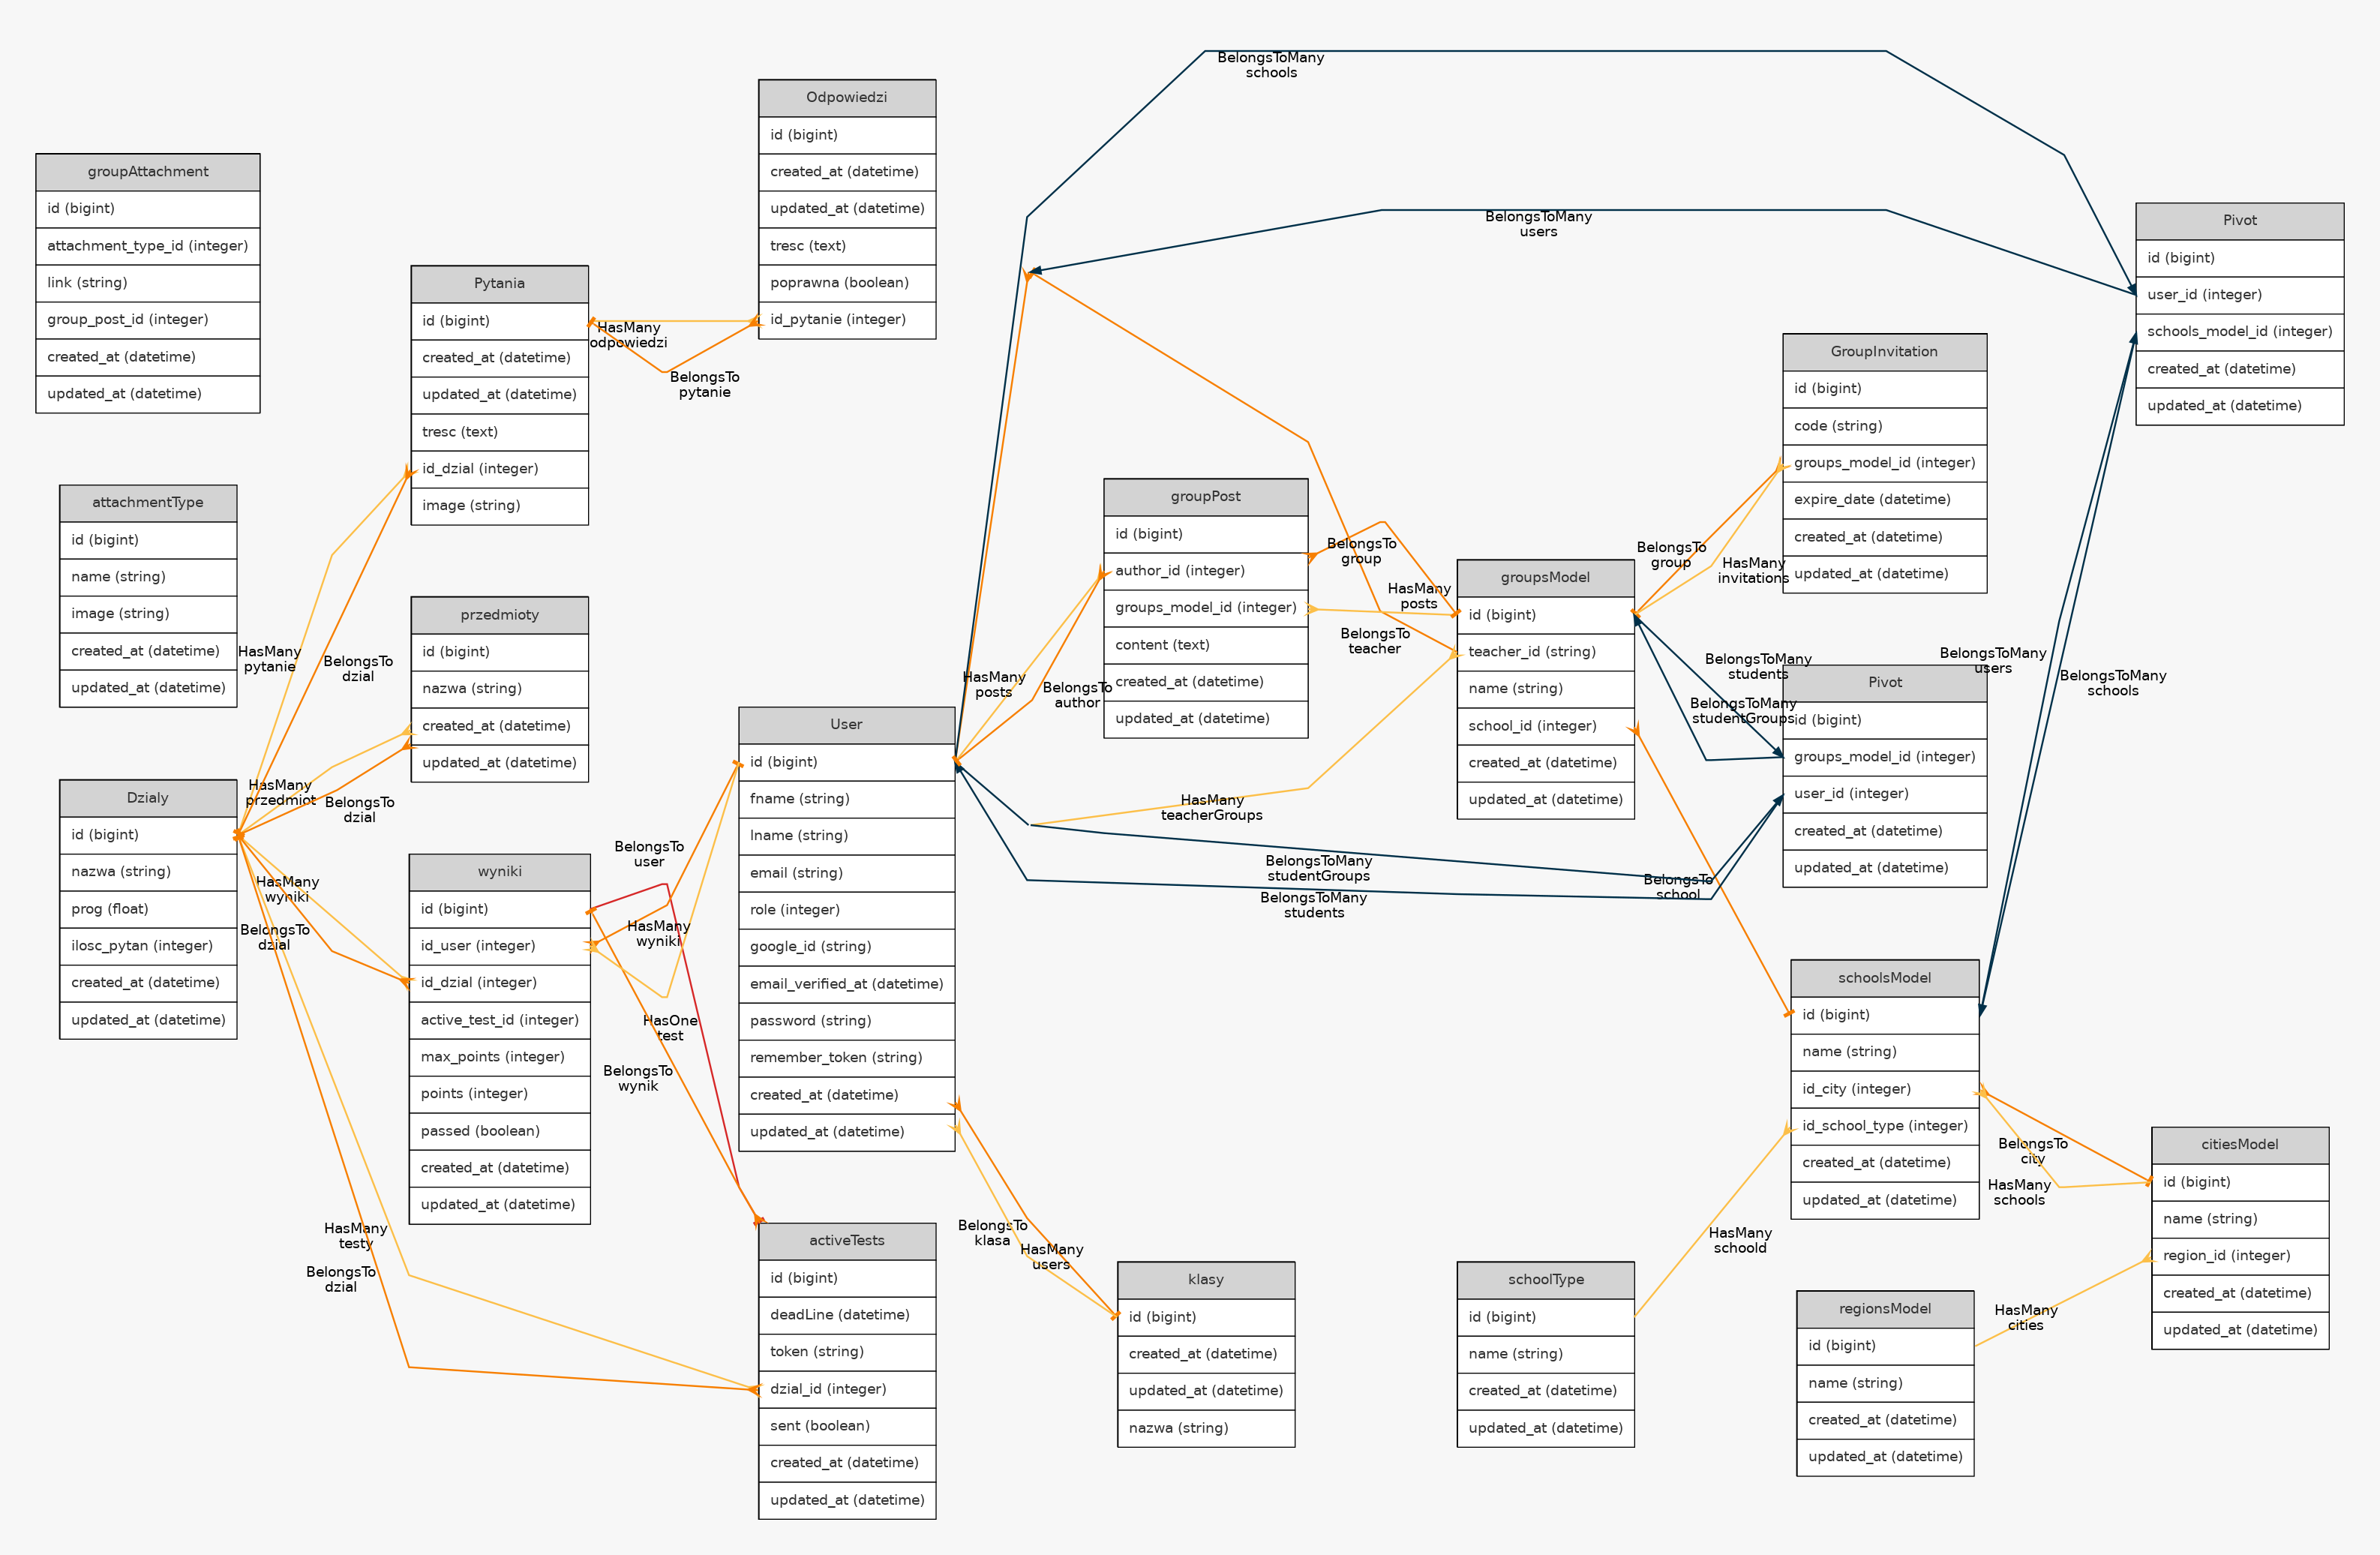 groupAttachment
id (bigint)
attachment_type_id (integer)
link (string)
group_post_id (integer)
created_at (datetime)
updated_at (datetime)
attachmentType
id (bigint)
name (string)
image (string)
created_at (datetime)
updated_at (datetime)
Dzialy
id (bigint)
nazwa (string)
prog (float)
ilosc_pytan (integer)
created_at (datetime)
updated_at (datetime)
HasMany
pytanie
BelongsTo
dzial
HasMany
przedmiot
BelongsTo
dzial
HasMany
wyniki
BelongsTo
dzial
HasMany
testy
BelongsTo
dzial
Pytania
id (bigint)
created_at (datetime)
updated_at (datetime)
tresc (text)
id_dzial (integer)
image (string)
przedmioty
id (bigint)
nazwa (string)
created_at (datetime)
updated_at (datetime)
wyniki
id (bigint)
id_user (integer)
id_dzial (integer)
active_test_id (integer)
max_points (integer)
points (integer)
passed (boolean)
created_at (datetime)
updated_at (datetime)
HasMany
odpowiedzi
BelongsTo
pytanie
BelongsTo
user
HasMany
wyniki
HasOne
test
BelongsTo
wynik
Odpowiedzi
id (bigint)
created_at (datetime)
updated_at (datetime)
tresc (text)
poprawna (boolean)
id_pytanie (integer)
User
id (bigint)
fname (string)
lname (string)
email (string)
role (integer)
google_id (string)
email_verified_at (datetime)
password (string)
remember_token (string)
created_at (datetime)
updated_at (datetime)
activeTests
id (bigint)
deadLine (datetime)
token (string)
dzial_id (integer)
sent (boolean)
created_at (datetime)
updated_at (datetime)
BelongsToMany
schools
BelongsToMany
users
HasMany
posts
BelongsTo
author
HasMany
teacherGroups
BelongsToMany
studentGroups
BelongsToMany
students
BelongsTo
klasa
HasMany
users
groupPost
id (bigint)
author_id (integer)
groups_model_id (integer)
content (text)
created_at (datetime)
updated_at (datetime)
klasy
id (bigint)
created_at (datetime)
updated_at (datetime)
nazwa (string)
BelongsTo
group
HasMany
posts
BelongsTo
teacher
groupsModel
id (bigint)
teacher_id (string)
name (string)
school_id (integer)
created_at (datetime)
updated_at (datetime)
schoolType
id (bigint)
name (string)
created_at (datetime)
updated_at (datetime)
BelongsTo
group
HasMany
invitations
BelongsToMany
students
BelongsToMany
studentGroups
BelongsTo
school
HasMany
schoold
GroupInvitation
id (bigint)
code (string)
groups_model_id (integer)
expire_date (datetime)
created_at (datetime)
updated_at (datetime)
Pivot
id (bigint)
groups_model_id (integer)
user_id (integer)
created_at (datetime)
updated_at (datetime)
schoolsModel
id (bigint)
name (string)
id_city (integer)
id_school_type (integer)
created_at (datetime)
updated_at (datetime)
regionsModel
id (bigint)
name (string)
created_at (datetime)
updated_at (datetime)
BelongsToMany
users
BelongsToMany
schools
BelongsTo
city
HasMany
schools
HasMany
cities
Pivot
id (bigint)
user_id (integer)
schools_model_id (integer)
created_at (datetime)
updated_at (datetime)
citiesModel
id (bigint)
name (string)
region_id (integer)
created_at (datetime)
updated_at (datetime)